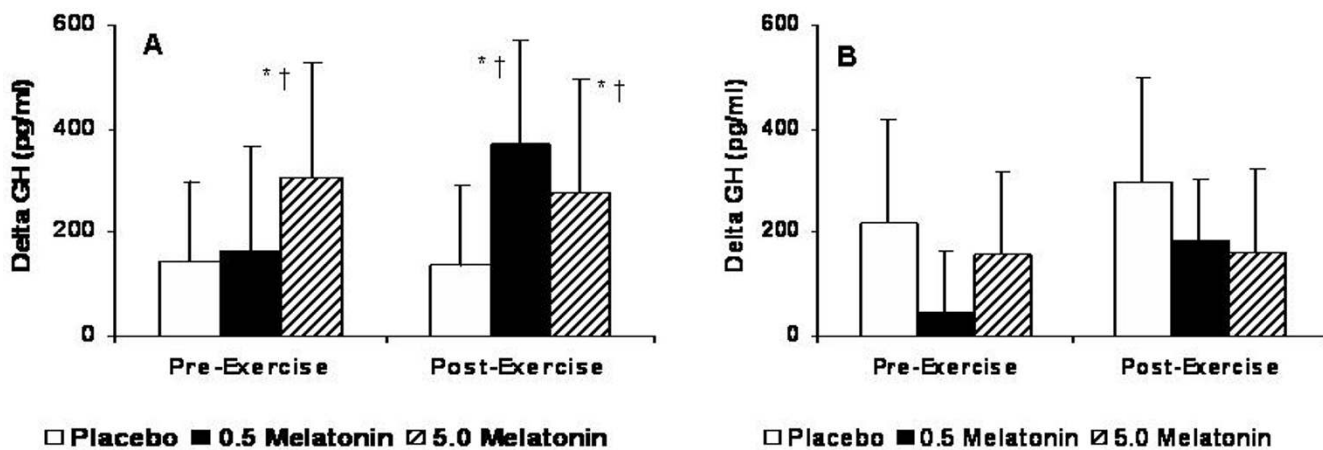 A
Delta GH (pg/ml)
600
400
200
0
* †
* †
* †
Pre-Exercise Post-Exercise
Placebo 0.5 Melatonin 5.0 Melatonin
B
Delta GH (pg/ml)
600
400
200
0
Pre-Exercise Post-Exercise
Placebo 0.5 Melatonin 5.0 Melatonin